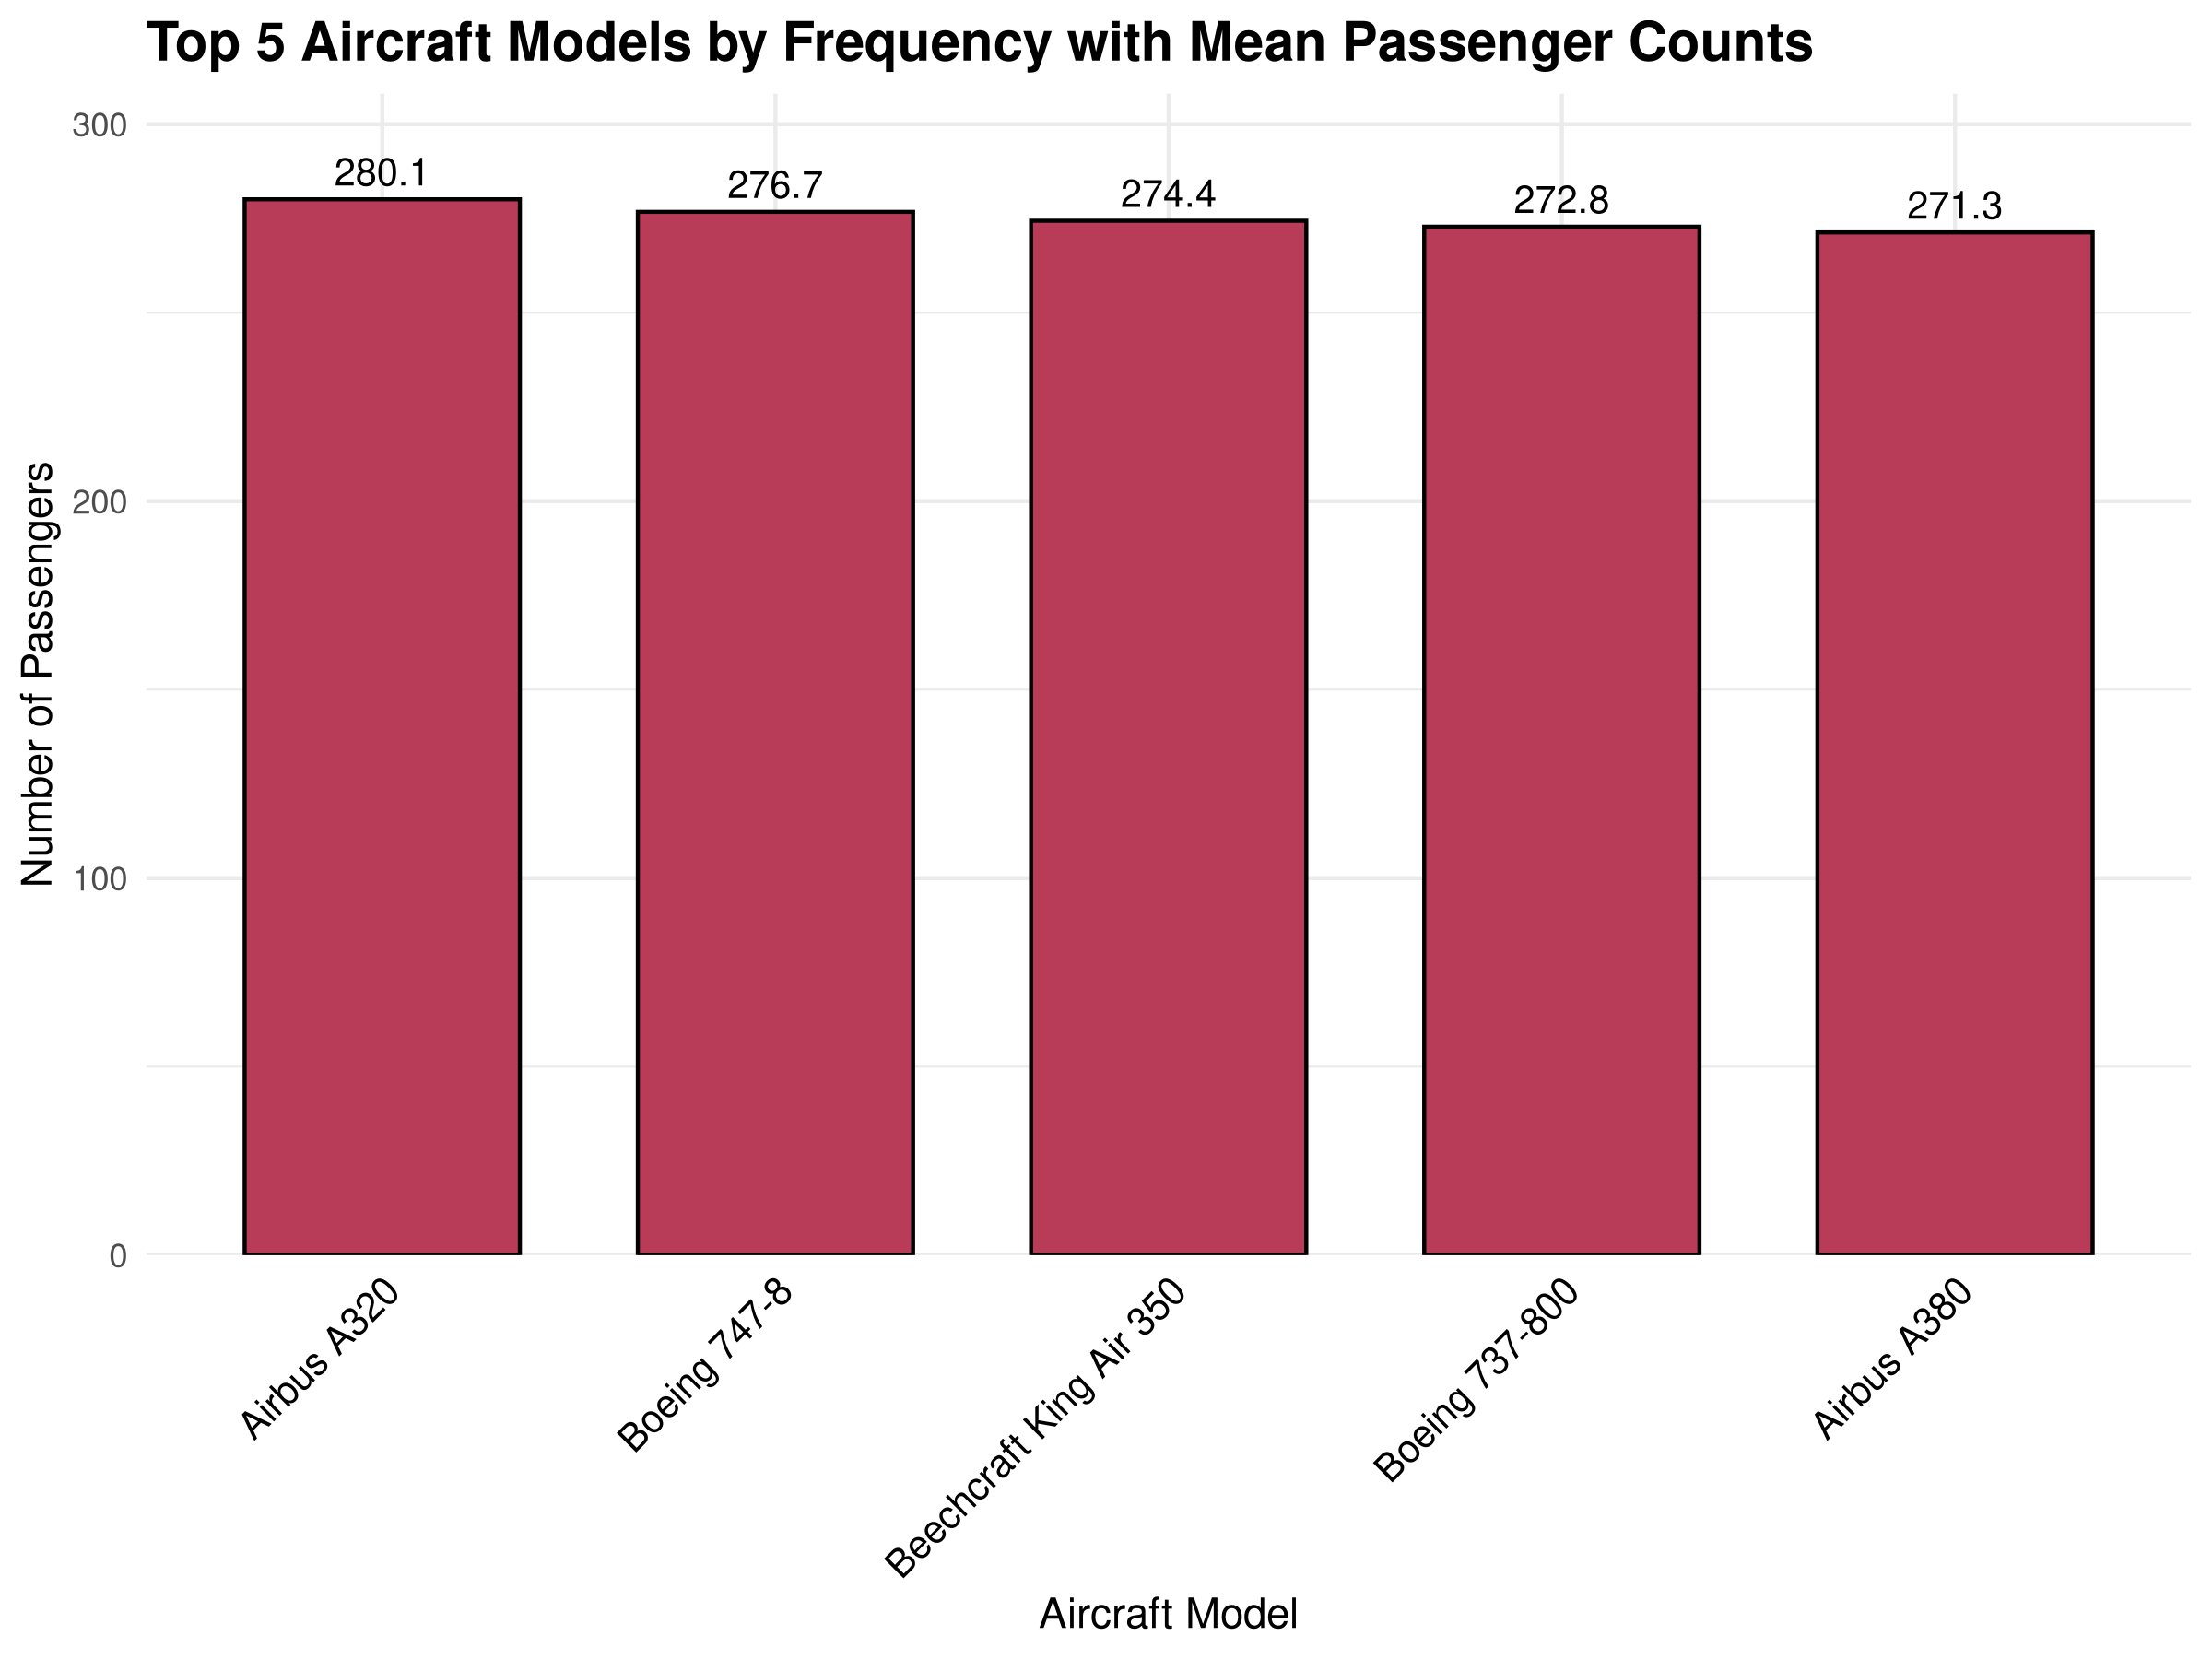 Top 5 Aircraft Models by Frequency with Mean Passenger Counts
Number of Passengers
300
200
100
0
280.1
276.7
274.4
272.8
271.3
Airbus A320
Boeing 747-8
Beechcraft King Air 350
Boeing 737-800
Airbus A380
Aircraft Model